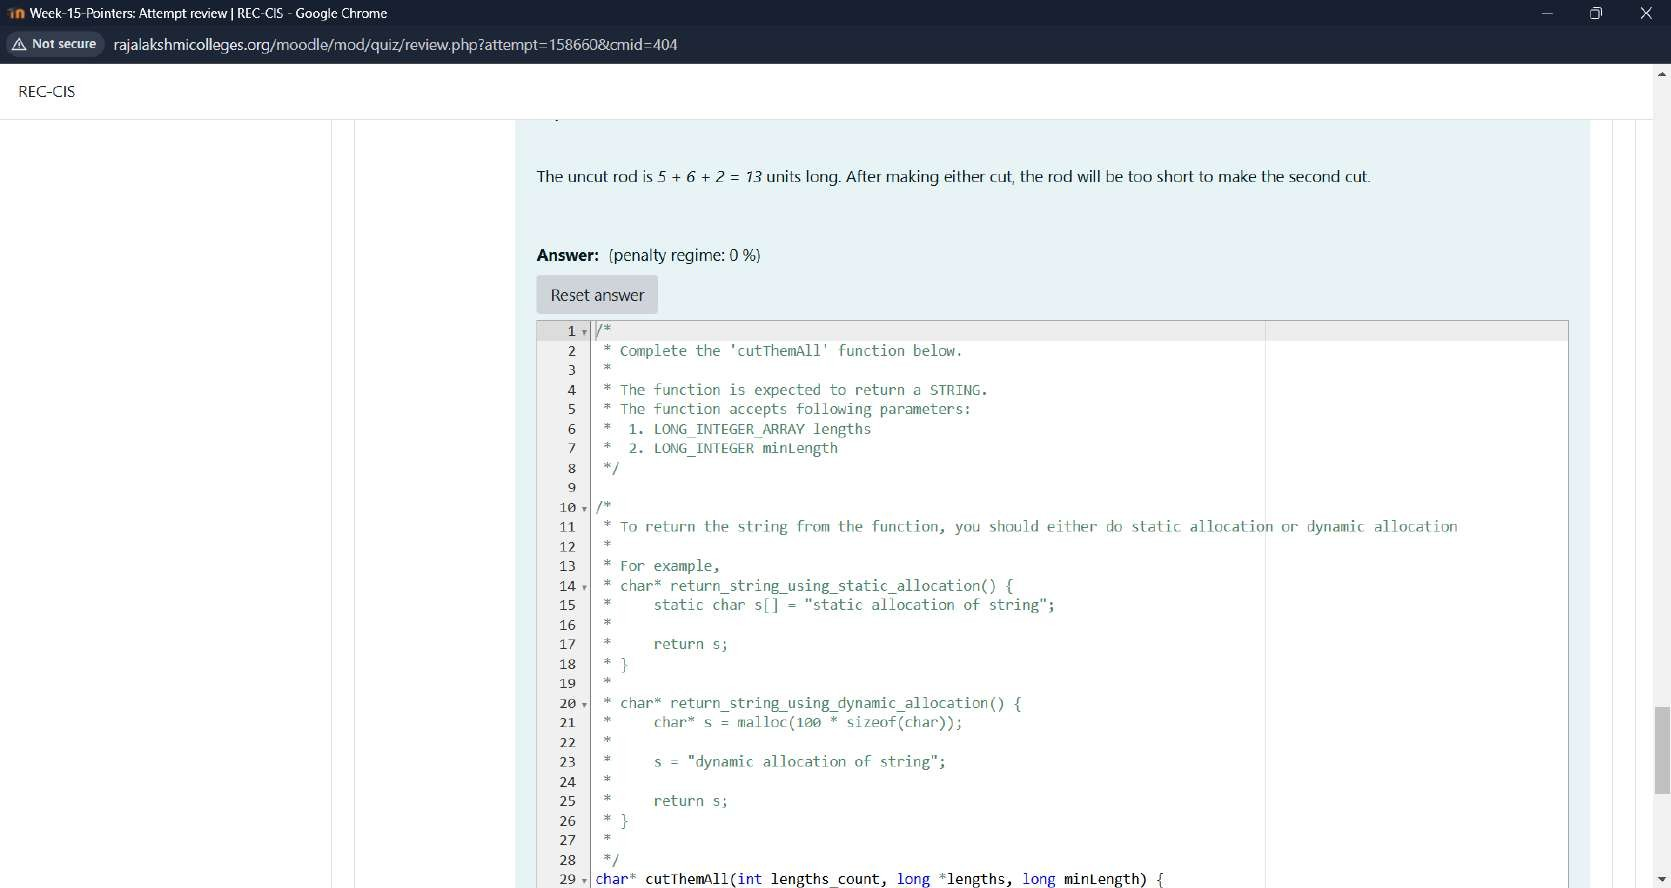 Week-15-Pointers: Attempt review | REC-CIS - Google Chrome
Not secure rajalakshmicolleges.org/moodle/mod/quiz/review.php?attempt=158660&cmid=404
REC-CIS
The uncut rod is 5 + 6 + 2 = 13 units long. After making either cut, the rod will be too short to make the second cut.
Answer: (penalty regime: 0 %)
Reset answer
1 /*
2 * Complete the 'cutThemAll' function below.
3 *
4 * The function is expected to return a STRING.
5 * The function accepts following parameters:
6 * 1. LONG_INTEGER_ARRAY lengths
7 * 2. LONG_INTEGER minLength
8 */
9
10 /*
11 * To return the string from the function, you should either do static allocation or dynamic allocation
12 *
13 * For example,
14 * char* return_string_using_static_allocation() {
15 * static char s[] = "static allocation of string";
16 *
17 * return s;
18 * }
19 *
20 * char* return_string_using_dynamic_allocation() {
21 * char* s = malloc(100 * sizeof(char));
22 *
23 * s = "dynamic allocation of string";
24 *
25 * return s;
26 * }
27 *
28 */
29 char* cutThemAll(int lengths_count, long *lengths, long minLength) {